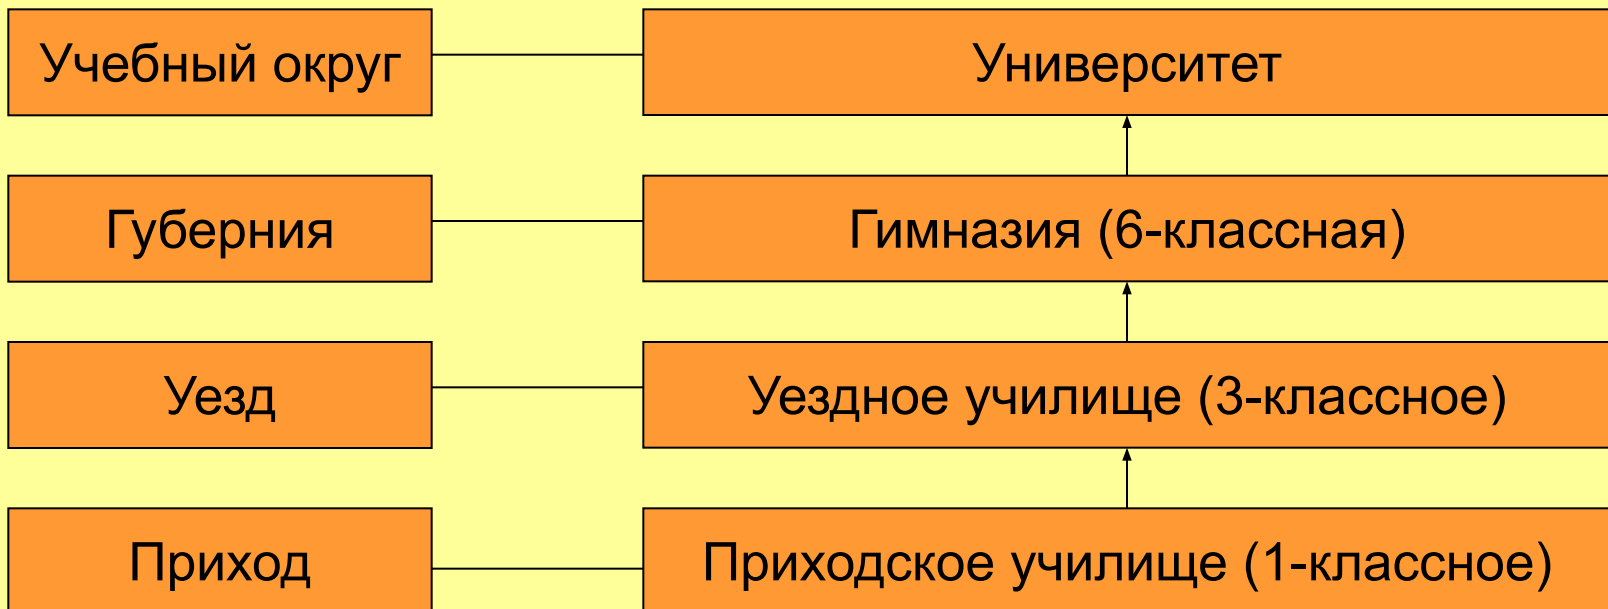 Учебный округ
Университет
Губерния
Гимназия (6-классная)
Уезд
Уездное училище (3-классное)
Приход
Приходское училище (1-классное)